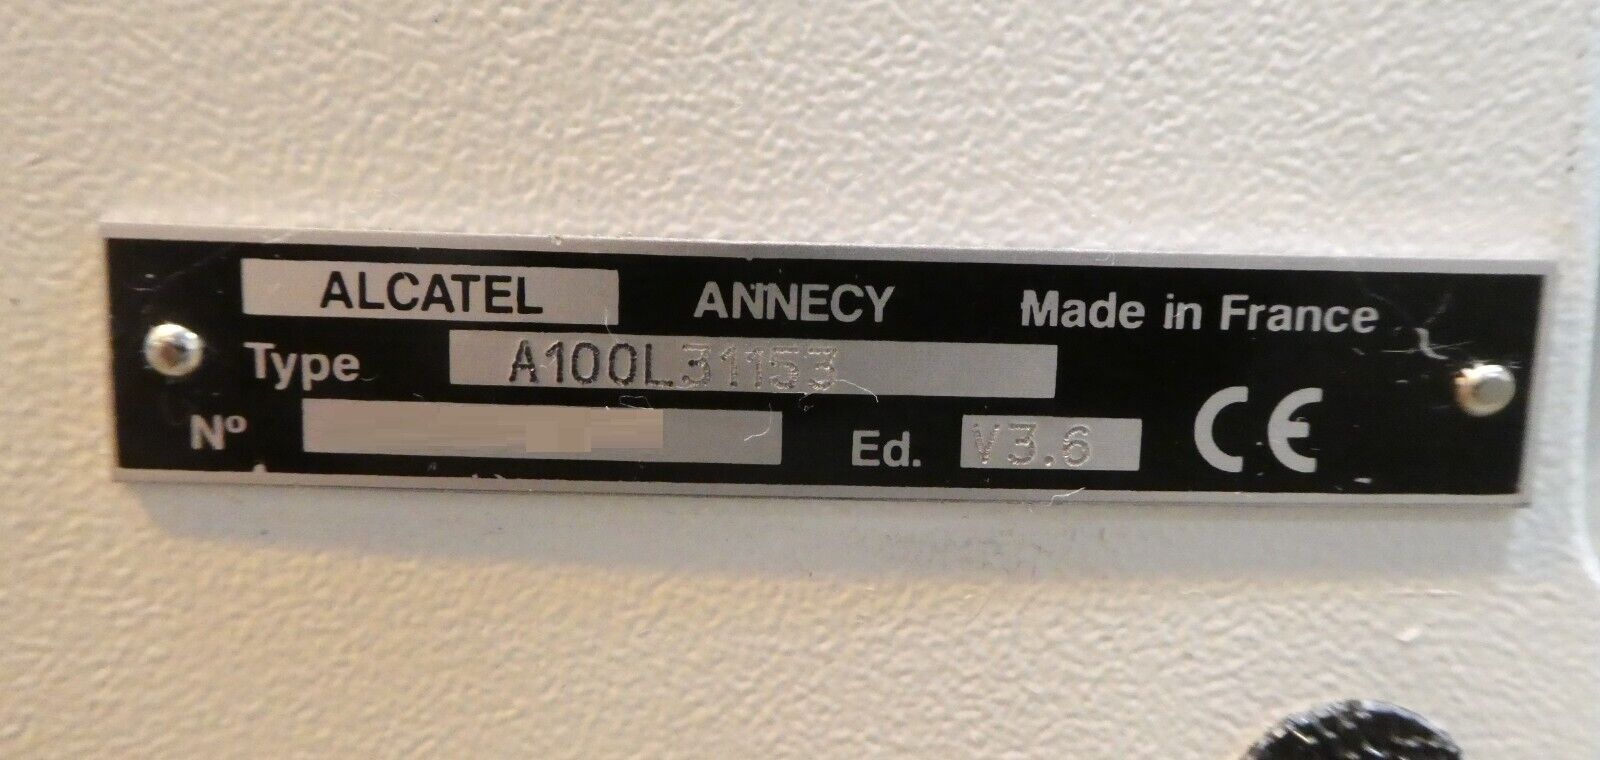 ALCATEL ANNECY Made in France
Type A100L31153
Nº Ed. V3.6 CE